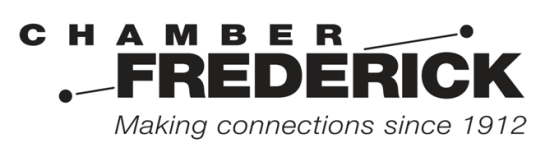 CHAMBER
FREDERICK
Making connections since 1912